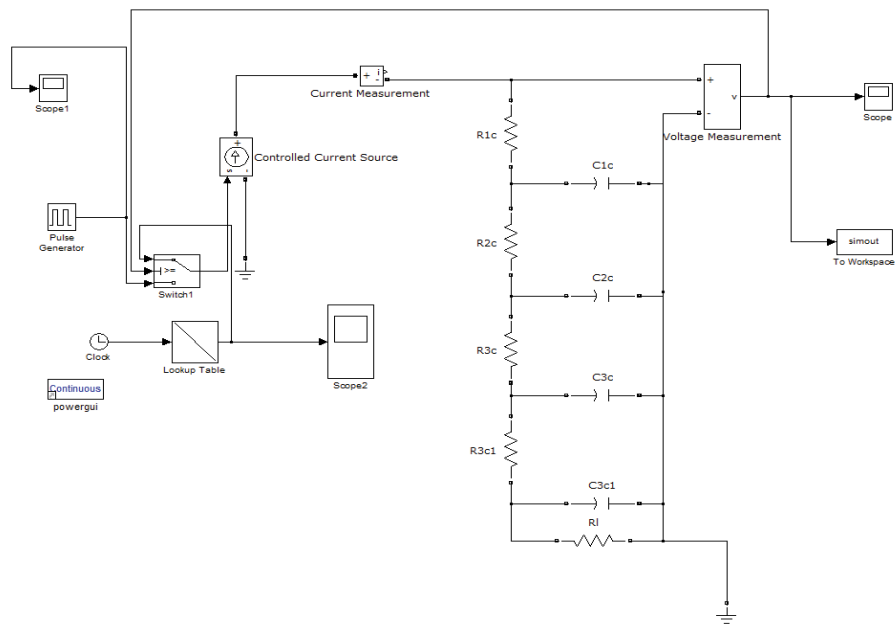 Scope1
i
+
-
Current Measurement
+
v
-
Voltage Measurement
Scope
R1c
+
s
-
Controlled Current Source
C1c
Pulse
Generator
R2c
simout
To Workspace
>=
Switch1
C2c
Clock
Lookup Table
Scope2
R3c
C3c
Continuous
powergui
R3c1
C3c1
Rl